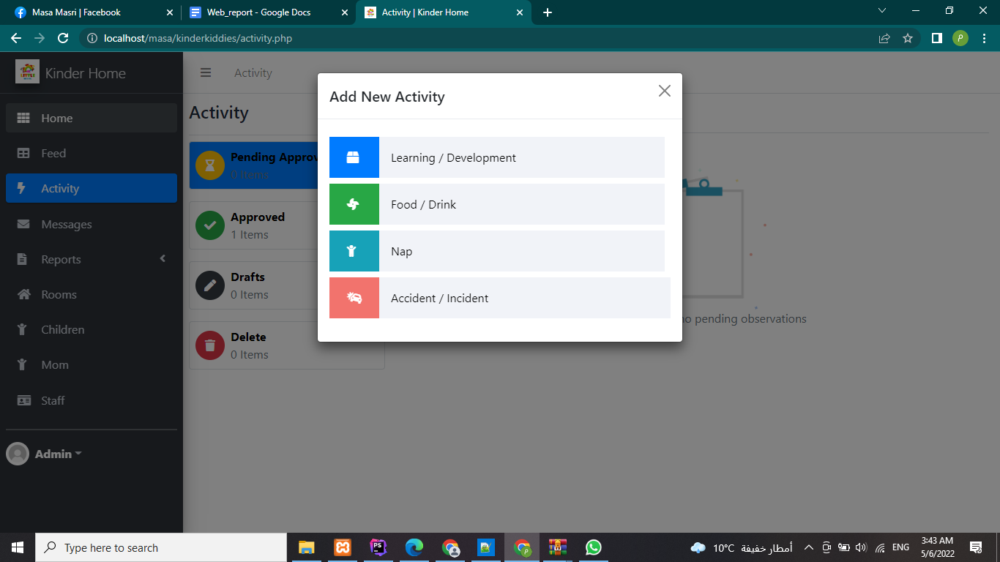 Masa Masri | Facebook
Web_report - Google Docs
Activity | Kinder Home
localhost/masa/kinderkiddies/activity.php
P
Kinder Home
Activity
Home
Feed
Activity
Messages
Reports
Rooms
Children
Mom
Staff
Admin
Activity
Pending Approv
0 Items
Approved
1 Items
Drafts
0 Items
Delete
0 Items
Add New Activity
Learning / Development
Food / Drink
Nap
Accident / Incident
no pending observations
Type here to search
PS
10°C أمطار خفيفة
ENG
3:43 AM
5/6/2022